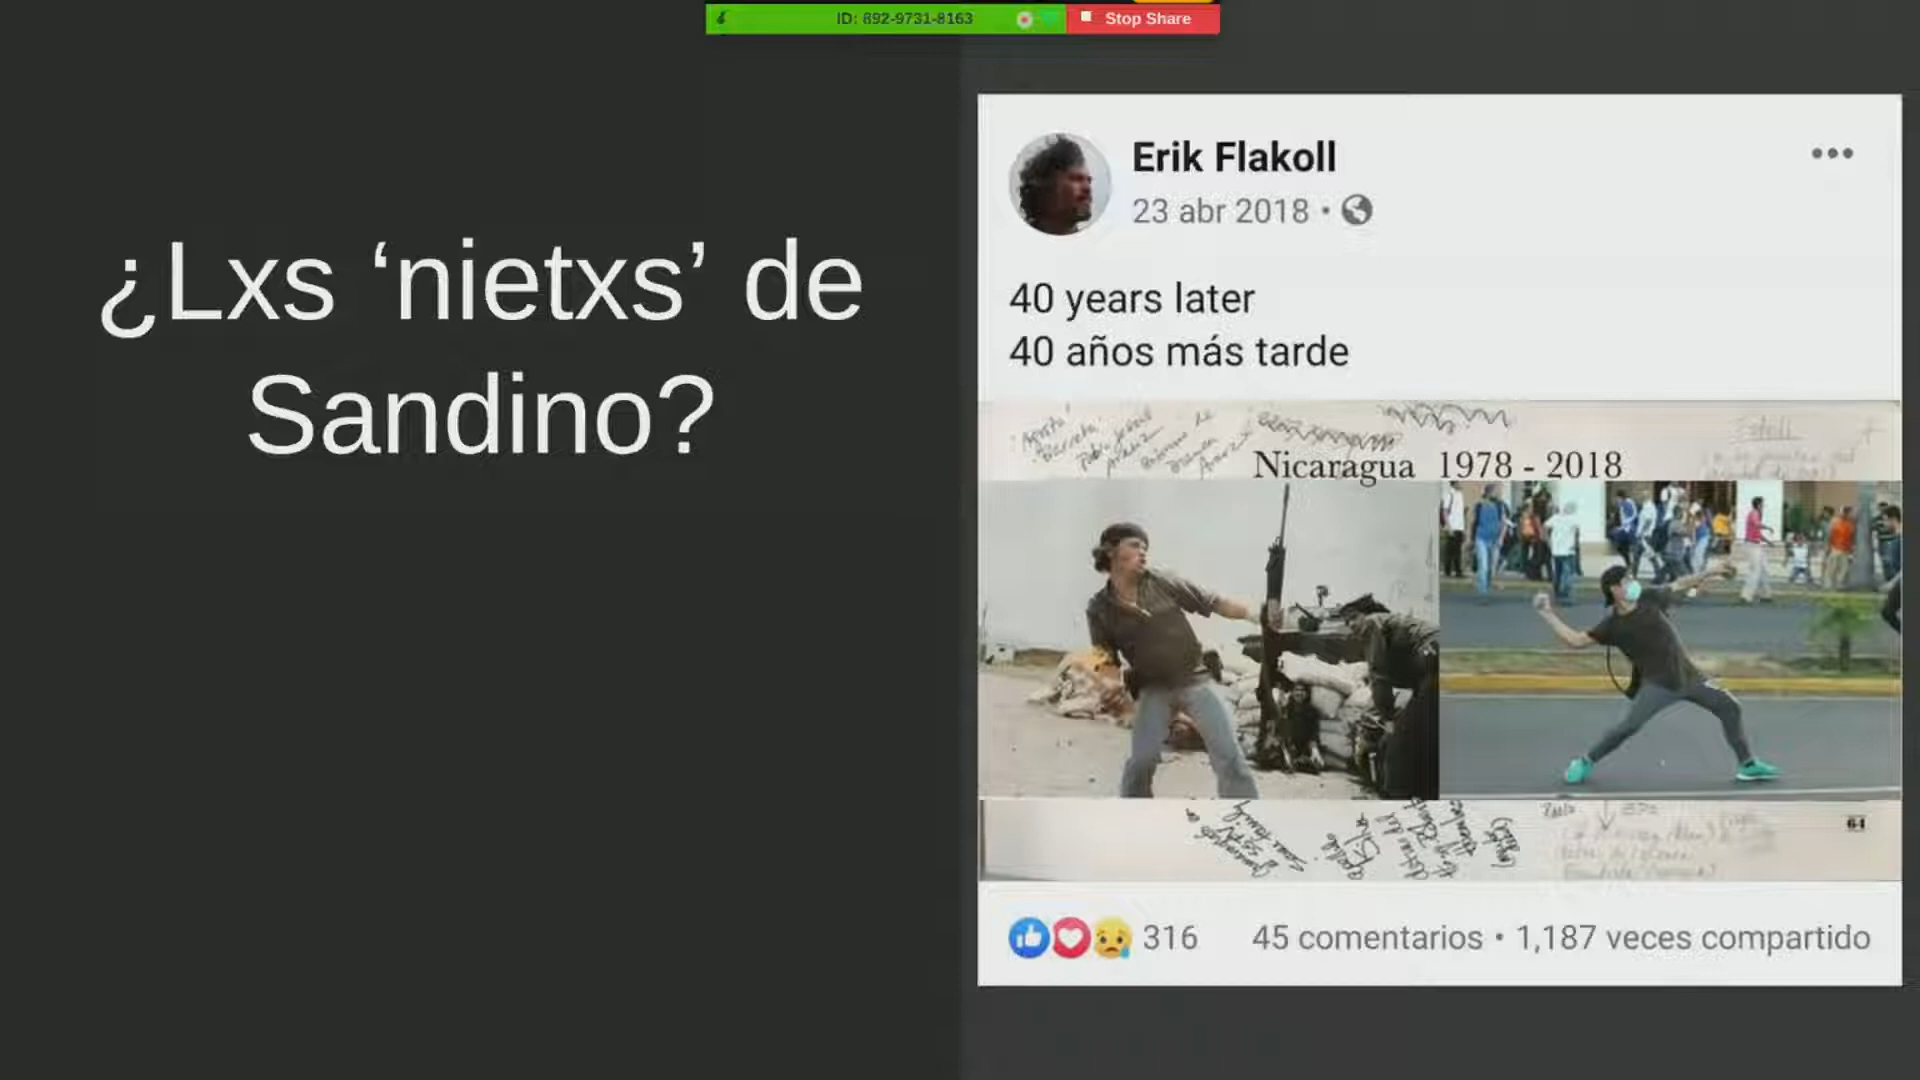 ID: 892-9731-8163
Stop Share
¿Lxs ‘nietxs’ de
Sandino?
Erik Flakoll
23 abr 2018
40 years later
40 años más tarde
Nicaragua 1978 - 2018
64
316
45 comentarios • 1,187 veces compartido